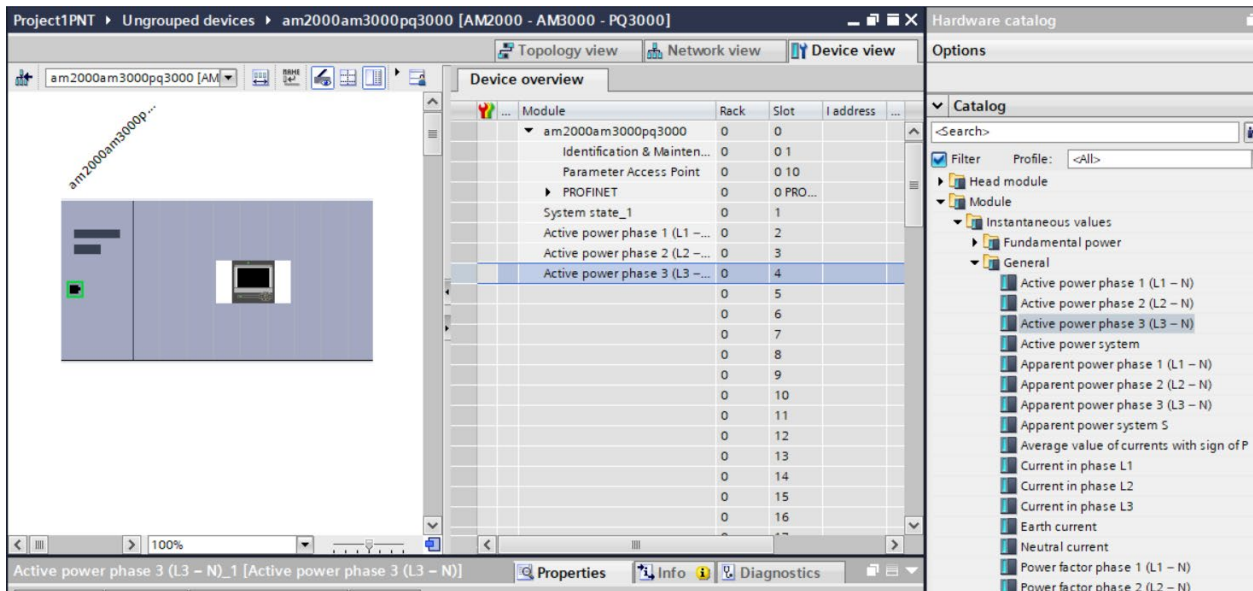 Project1PNT ▸ Ungrouped devices ▸ am2000am3000pq3000 [AM2000 - AM3000 - PQ3000]
Topology view
Network view
Device view
am2000am3000pq3000 [AM
am2000am3000p...
100%
Device overview
... Module Rack Slot I address ...
am2000am3000pq3000 0 0
Identification & Mainten... 0 0 1
Parameter Access Point 0 0 10
PROFINET 0 0 PRO...
System state_1 0 1
Active power phase 1 (L1 –... 0 2
Active power phase 2 (L2 –... 0 3
Active power phase 3 (L3 –... 0 4
0 5
0 6
0 7
0 8
0 9
0 10
0 11
0 12
0 13
0 14
0 15
0 16
Active power phase 3 (L3 – N)_1 [Active power phase 3 (L3 – N)]
Properties
Info
Diagnostics
Hardware catalog
Options
Catalog
<Search>
Filter Profile: <All>
Head module
Module
Instantaneous values
Fundamental power
General
Active power phase 1 (L1 – N)
Active power phase 2 (L2 – N)
Active power phase 3 (L3 – N)
Active power system
Apparent power phase 1 (L1 – N)
Apparent power phase 2 (L2 – N)
Apparent power phase 3 (L3 – N)
Apparent power system S
Average value of currents with sign of P
Current in phase L1
Current in phase L2
Current in phase L3
Earth current
Neutral current
Power factor phase 1 (L1 – N)
Power factor phase 2 (L2 – N)